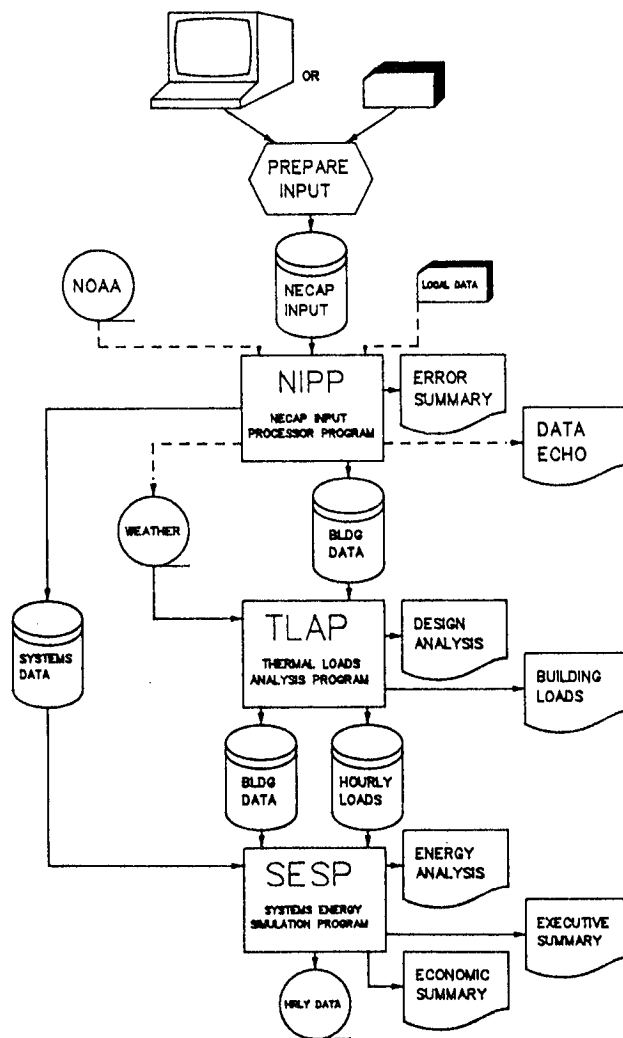 OR
PREPARE
INPUT
NOAA
NECAP
INPUT
LOCAL DATA
NIPP
NECAP INPUT
PROCESSOR PROGRAM
ERROR
SUMMARY
DATA
ECHO
WEATHER
BLDG
DATA
TLAP
THERMAL LOADS
ANALYSIS PROGRAM
DESIGN
ANALYSIS
SYSTEMS
DATA
BUILDING
LOADS
BLDG
DATA
HOURLY
LOADS
SESP
SYSTEMS ENERGY
SIMULATION PROGRAM
ENERGY
ANALYSIS
EXECUTIVE
SUMMARY
HRLY DATA
ECONOMIC
SUMMARY